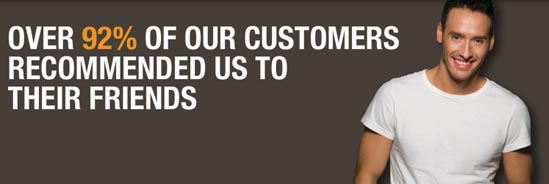 OVER 92% OF OUR CUSTOMERS
RECOMMENDED US TO
THEIR FRIENDS